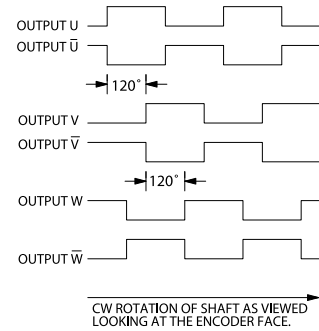 OUTPUT U
OUTPUT U̅
120°
OUTPUT V
OUTPUT V̅
120°
OUTPUT W
OUTPUT W̅
CW ROTATION OF SHAFT AS VIEWED
LOOKING AT THE ENCODER FACE.